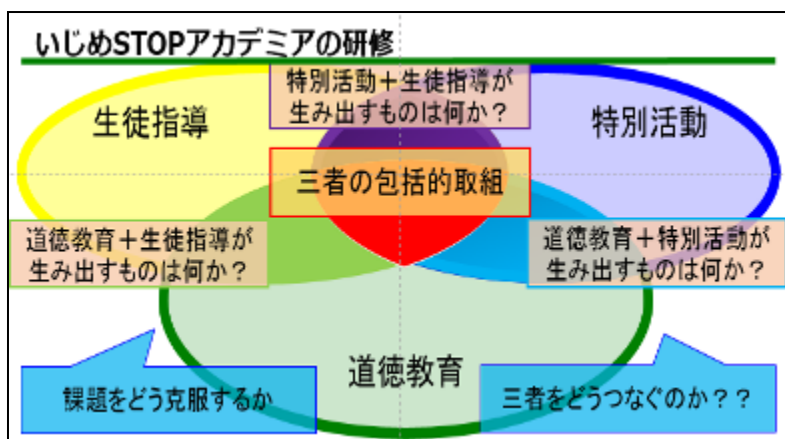 いじめSTOPアカデミアの研修
特別活動＋生徒指導が
生み出すものは何か？
生徒指導
特別活動
三者の包括的取組
道徳教育＋生徒指導が
生み出すものは何か？
道徳教育＋特別活動が
生み出すものは何か？
道徳教育
課題をどう克服するか
三者をどうつなぐのか？？